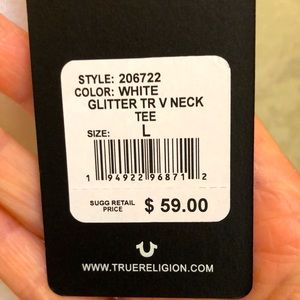 STYLE: 206722
COLOR: WHITE
GLITTER TR V NECK
TEE
SIZE: L
1 94922 96871 2
SUGG RETAIL
PRICE $ 59.00
WWW.TRUERELIGION.COM